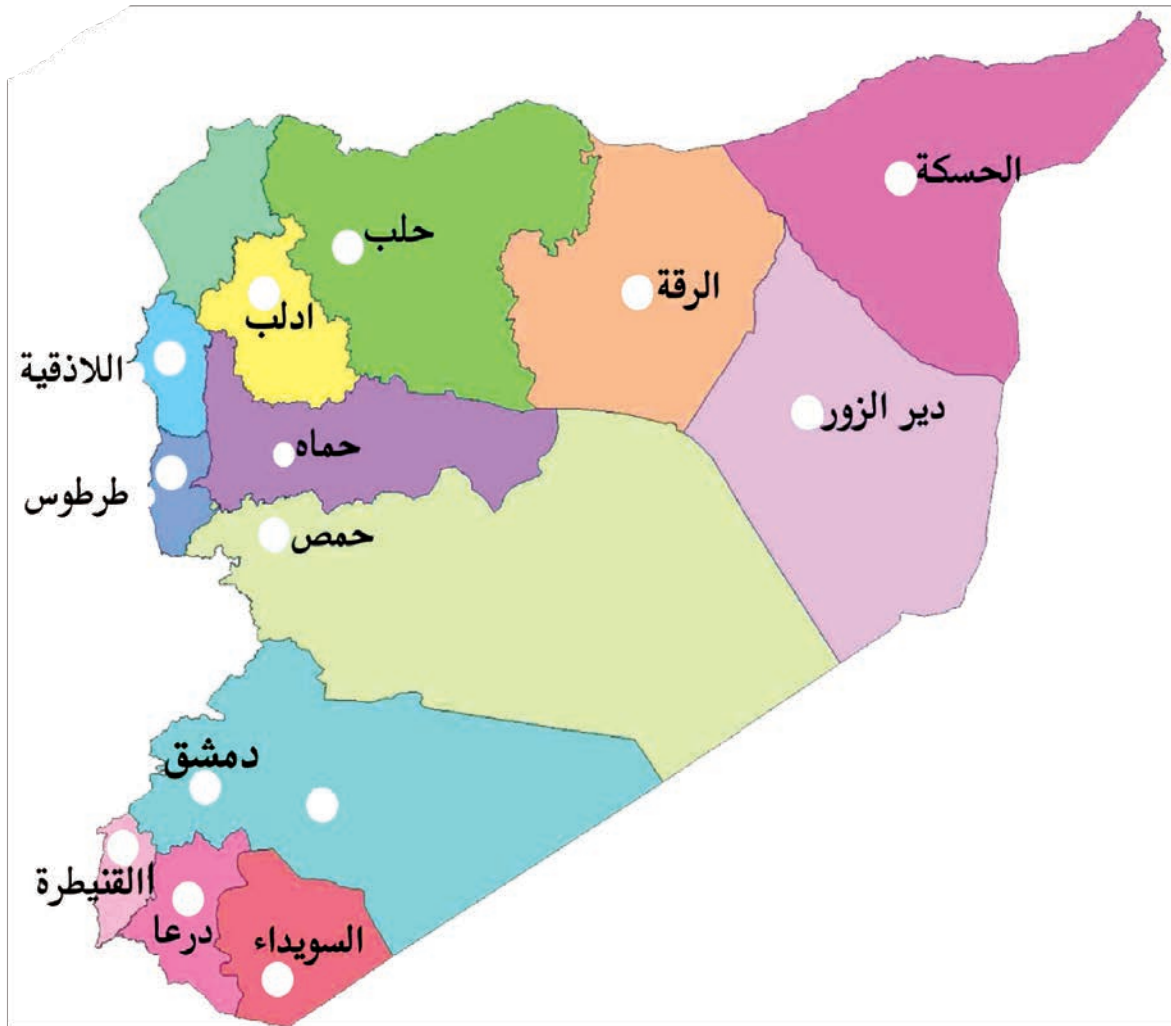 الحسكة
حلب
الرقة
ادلب
اللاذقية
دير الزور
حماه
طرطوس
حمص
دمشق
االقنيطرة
درعا
السويداء